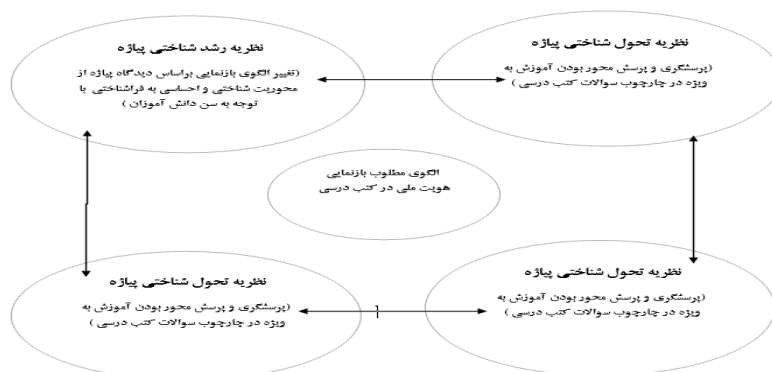 نظریه تحول شناختی پیاژه
(پرسشگری و پرسش محور بودن آموزش به
ویژه در چارچوب سوالات کتب درسی )
نظریه رشد شناختی پیاژه
(تغییر الگوی بازنمایی براساس دیدگاه پیاژه از
محوریت شناختی و احساسی به فراشناختی با
توجه به سن دانش آموزان )
الگوی مطلوب بازنمایی
هویت ملی در کتب درسی
نظریه تحول شناختی پیاژه
(پرسشگری و پرسش محور بودن آموزش به
ویژه در چارچوب سوالات کتب درسی )
نظریه تحول شناختی پیاژه
(پرسشگری و پرسش محور بودن آموزش به
ویژه در چارچوب سوالات کتب درسی )